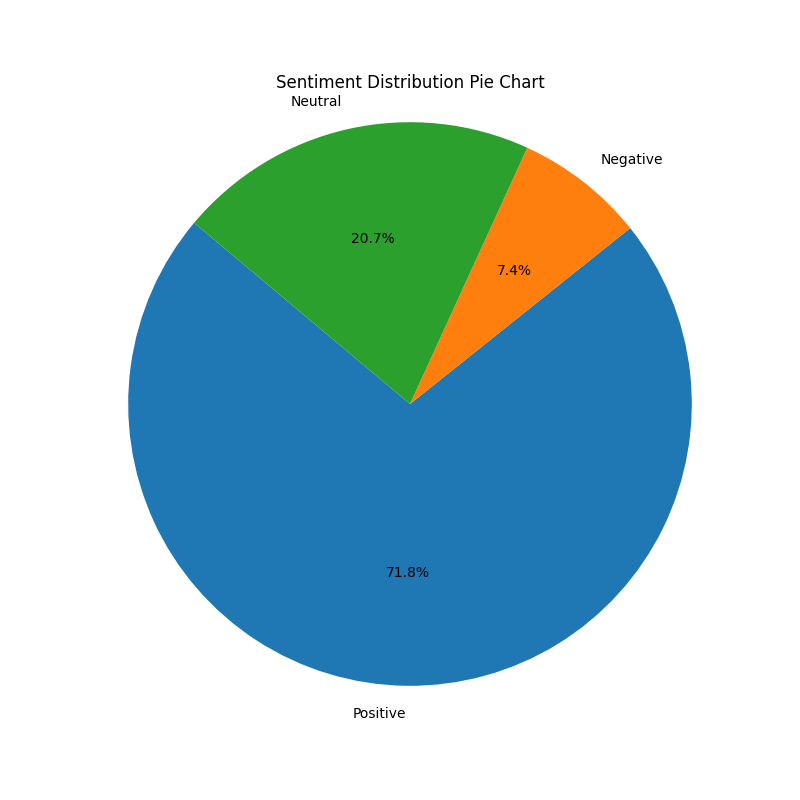 Sentiment Distribution Pie Chart
Neutral
Negative
20.7%
7.4%
71.8%
Positive